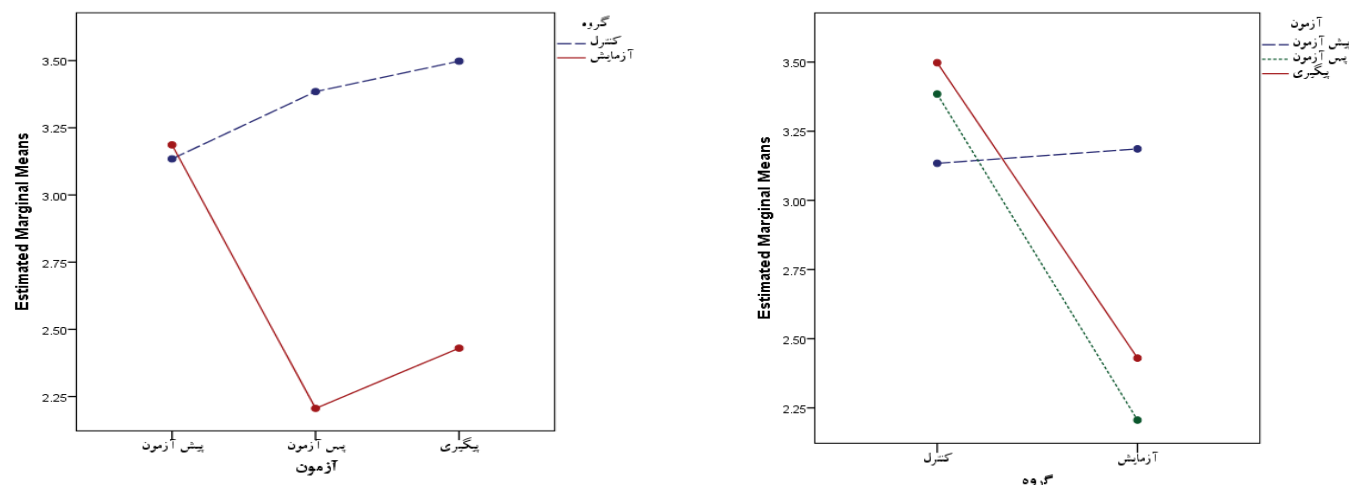 گروه
کنترل
آزمایش
3.50
3.25
3.00
2.75
2.50
2.25
Estimated Marginal Means
پیش آزمون
پس آزمون
پیگیری
آزمون
آزمون
پیش آزمون
پس آزمون
پیگیری
3.50
3.25
3.00
2.75
2.50
2.25
Estimated Marginal Means
کنترل
آزمایش
گروه